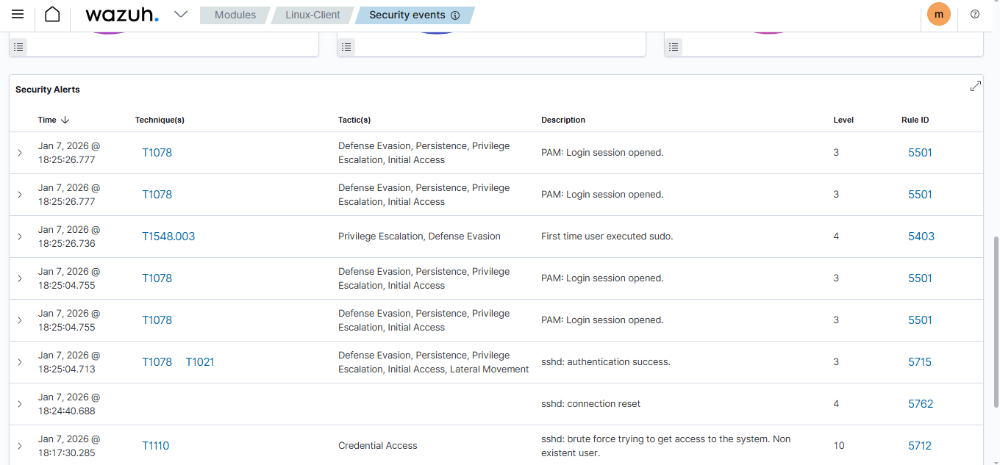 wazuh. Modules Linux-Client Security events m
Security Alerts
Time Technique(s) Tactic(s) Description Level Rule ID
Jan 7, 2026 @ Defense Evasion, Persistence, Privilege
18:25:26.777 T1078 Escalation, Initial Access PAM: Login session opened. 3 5501
Jan 7, 2026 @ Defense Evasion, Persistence, Privilege
18:25:26.777 T1078 Escalation, Initial Access PAM: Login session opened. 3 5501
Jan 7, 2026 @
18:25:26.736 T1548.003 Privilege Escalation, Defense Evasion First time user executed sudo. 4 5403
Jan 7, 2026 @ Defense Evasion, Persistence, Privilege
18:25:04.755 T1078 Escalation, Initial Access PAM: Login session opened. 3 5501
Jan 7, 2026 @ Defense Evasion, Persistence, Privilege
18:25:04.755 T1078 Escalation, Initial Access PAM: Login session opened. 3 5501
Jan 7, 2026 @ Defense Evasion, Persistence, Privilege
18:25:04.713 T1078 T1021 Escalation, Initial Access, Lateral Movement sshd: authentication success. 3 5715
Jan 7, 2026 @
18:24:40.688 sshd: connection reset 4 5762
Jan 7, 2026 @ sshd: brute force trying to get access to the system. Non
18:17:30.285 T1110 Credential Access existent user. 10 5712